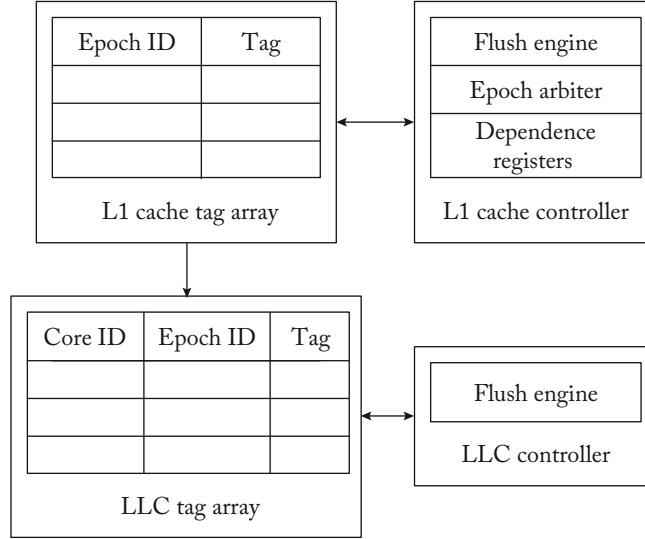 Epoch ID Tag
L1 cache tag array
Flush engine
Epoch arbiter
Dependence
registers
L1 cache controller
Core ID Epoch ID Tag
LLC tag array
Flush engine
LLC controller